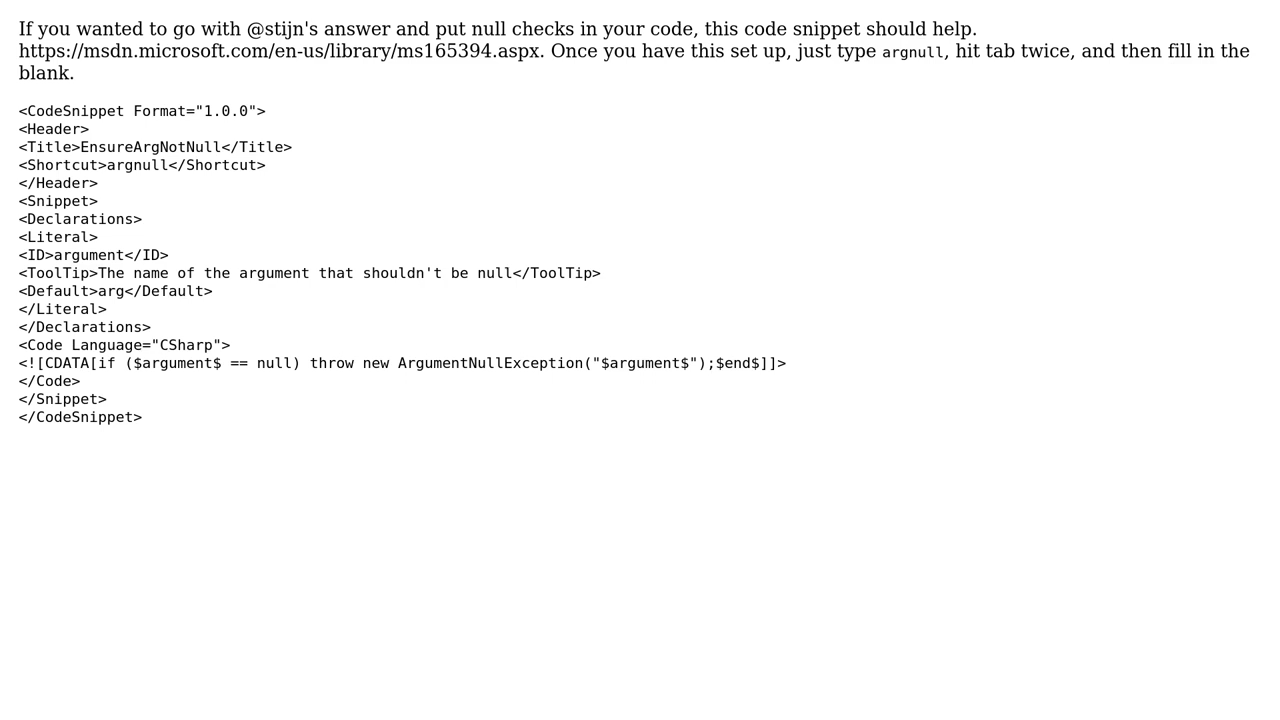 If you wanted to go with @stijn's answer and put null checks in your code, this code snippet should help.
https://msdn.microsoft.com/en-us/library/ms165394.aspx. Once you have this set up, just type argnull, hit tab twice, and then fill in the
blank.
<CodeSnippet Format="1.0.0">
<Header>
<Title>EnsureArgNotNull</Title>
<Shortcut>argnull</Shortcut>
</Header>
<Snippet>
<Declarations>
<Literal>
<ID>argument</ID>
<ToolTip>The name of the argument that shouldn't be null</ToolTip>
<Default>arg</Default>
</Literal>
</Declarations>
<Code Language="CSharp">
<![CDATA[if ($argument$ == null) throw new ArgumentNullException("$argument$");$end$]]>
</Code>
</Snippet>
</CodeSnippet>